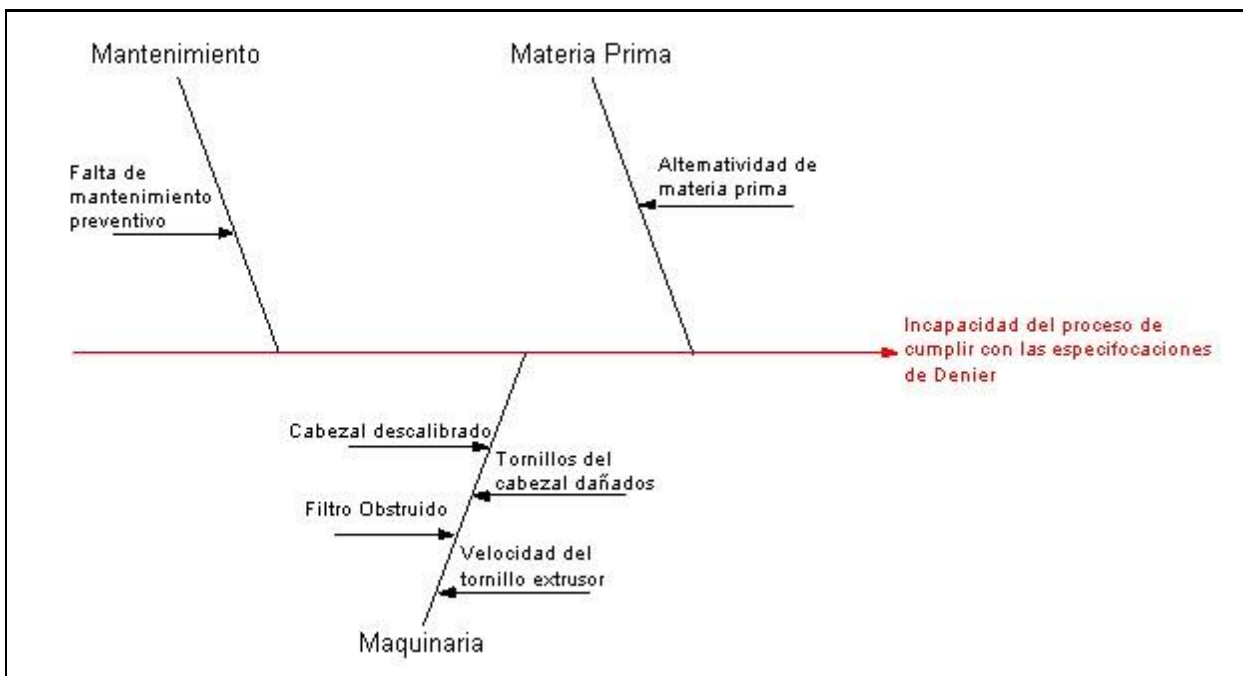 Mantenimiento
Materia Prima
Falta de
mantenimiento
preventivo
Alternatividad de
materia prima
Incapacidad del proceso de
cumplir con las especifocaciones
de Denier
Cabezal descalibrado
Tornillos del
cabezal dañados
Filtro Obstruido
Velocidad del
tornillo extrusor
Maquinaria